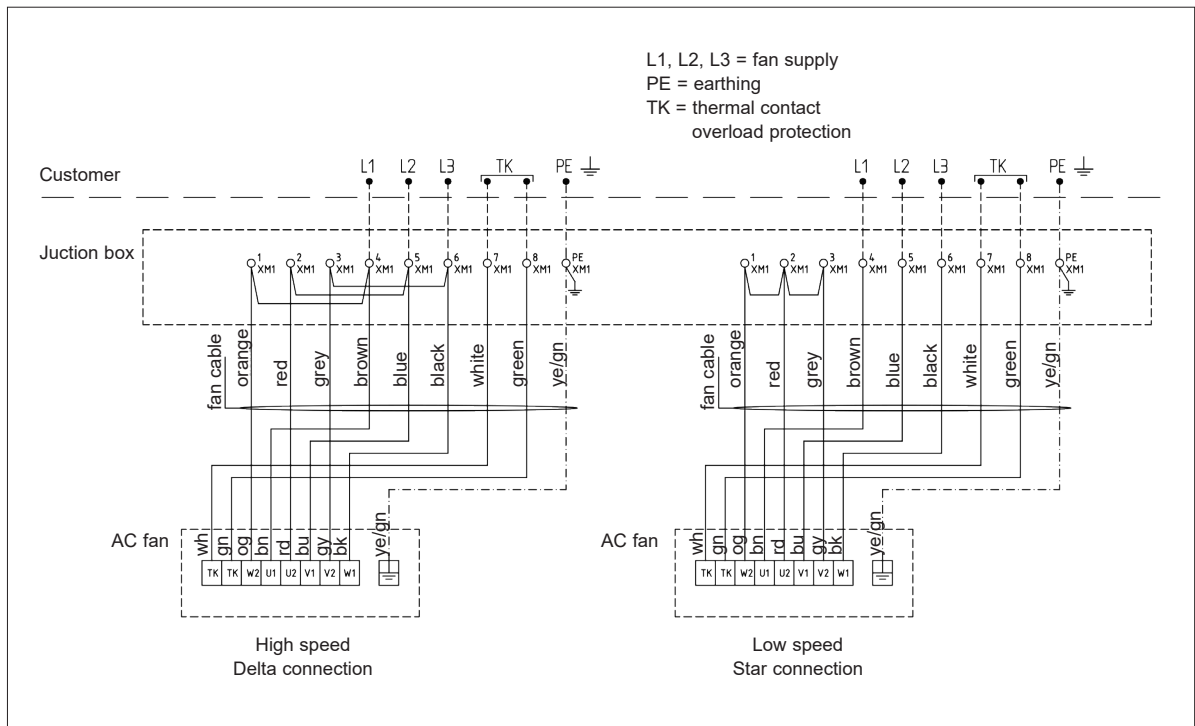 L1, L2, L3 = fan supply
PE = earthing
TK = thermal contact
overload protection
Customer
L1 L2 L3 TK PE
L1 L2 L3 TK PE
Juction box
1 XM1 2 XM1 3 XM1 4 XM1 5 XM1 6 XM1 7 XM1 8 XM1 PE XM1
1 XM1 2 XM1 3 XM1 4 XM1 5 XM1 6 XM1 7 XM1 8 XM1 PE XM1
fan cable orange red grey brown blue black white green ye/gn
fan cable orange red grey brown blue black white green ye/gn
AC fan
wh gn og bn rd bu gy bk ye/gn
TK TK W2 U1 U2 V1 V2 W1
AC fan
wh gn og bn rd bu gy bk ye/gn
TK TK W2 U1 U2 V1 V2 W1
High speed
Delta connection
Low speed
Star connection